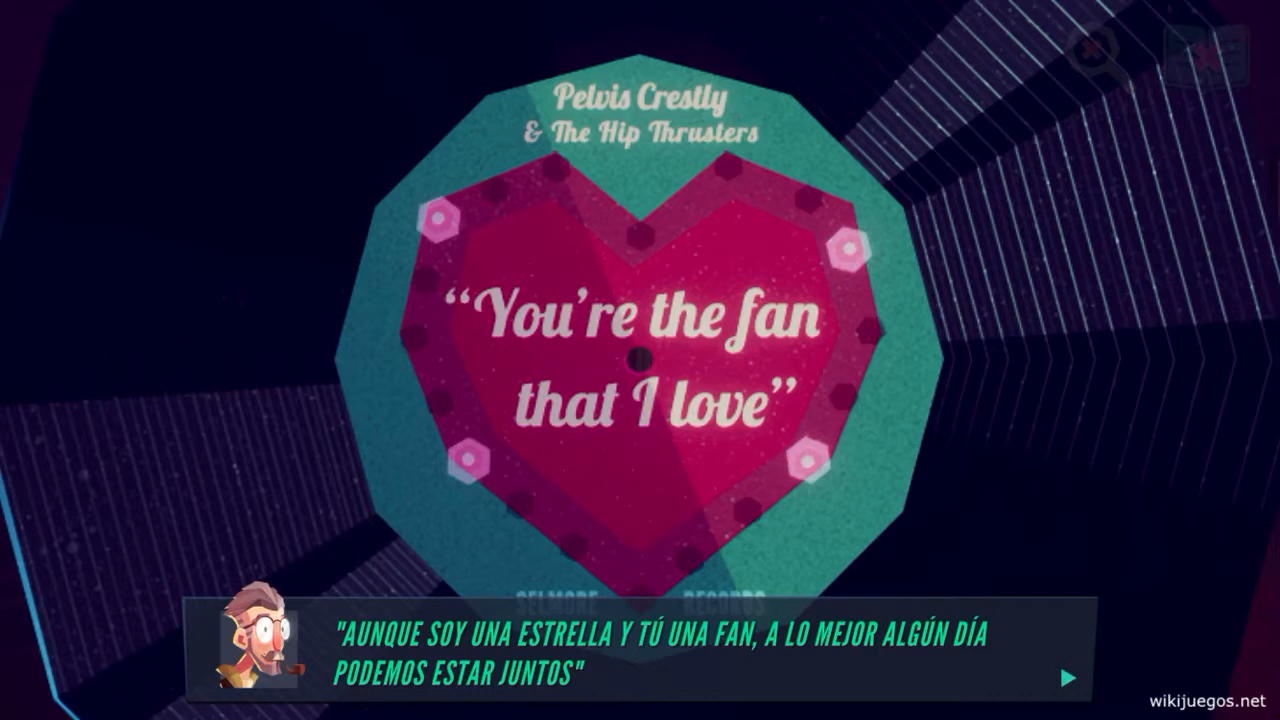 Pelvis Crestly
& The Hip Thrusters
“You’re the fan
that I love”
SELMORE RECORDS
"AUNQUE SOY UNA ESTRELLA Y TÚ UNA FAN, A LO MEJOR ALGÚN DÍA
PODEMOS ESTAR JUNTOS"
wikijuegos.net